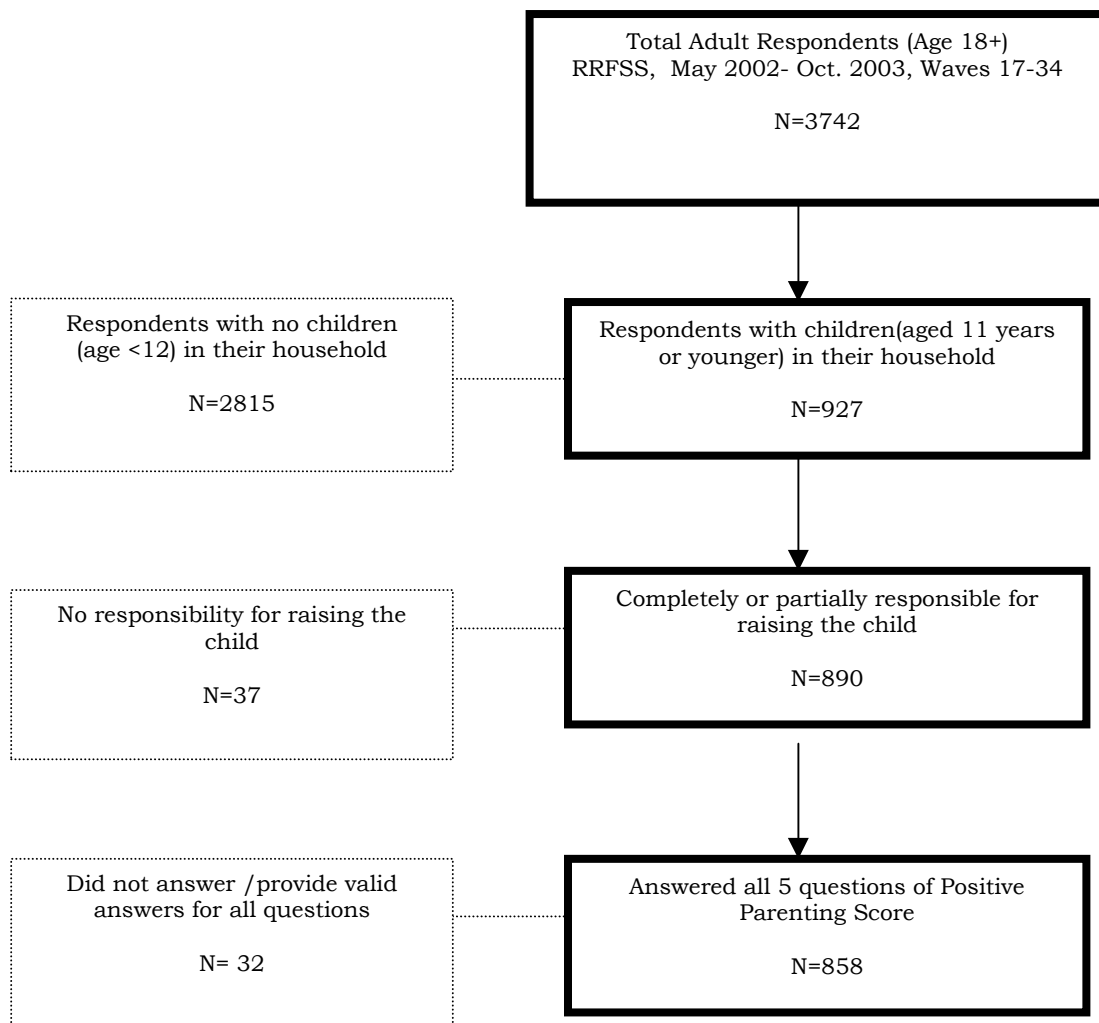 Total Adult Respondents (Age 18+)
RRFSS,  May 2002- Oct. 2003, Waves 17-34
N=3742
Respondents with no children
(age <12) in their household
N=2815
Respondents with children(aged 11 years
or younger) in their household
N=927
No responsibility for raising the
child
N=37
Completely or partially responsible for
raising the child
N=890
Did not answer /provide valid
answers for all questions
N= 32
Answered all 5 questions of Positive
Parenting Score
N=858